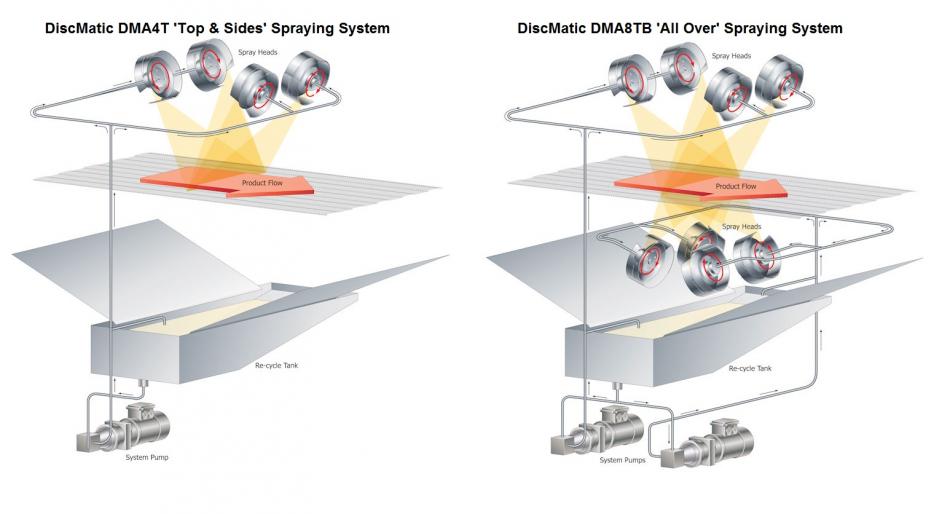 DiscMatic DMA4T 'Top & Sides' Spraying System
Spray Heads
Product Flow
Re-cycle Tank
System Pump
DiscMatic DMA8TB 'All Over' Spraying System
Spray Heads
Product Flow
Spray Heads
Re-cycle Tank
System Pumps